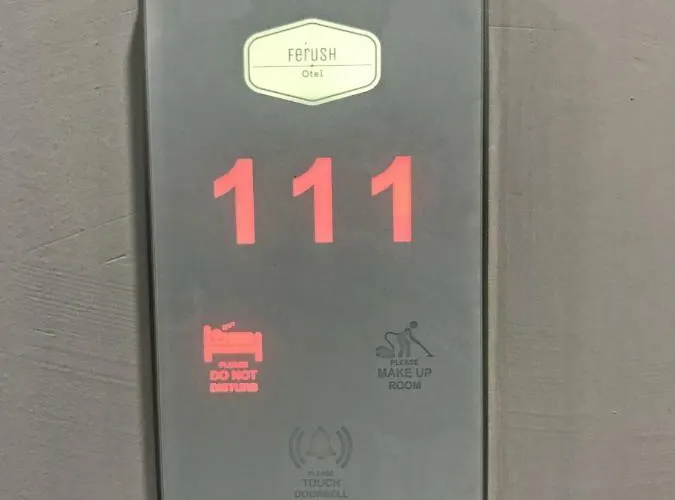 FERUSH
Otel
111
PLEASE
DO NOT
DISTURB
PLEASE
MAKE UP
ROOM
PLEASE
TOUCH
DOORBELL